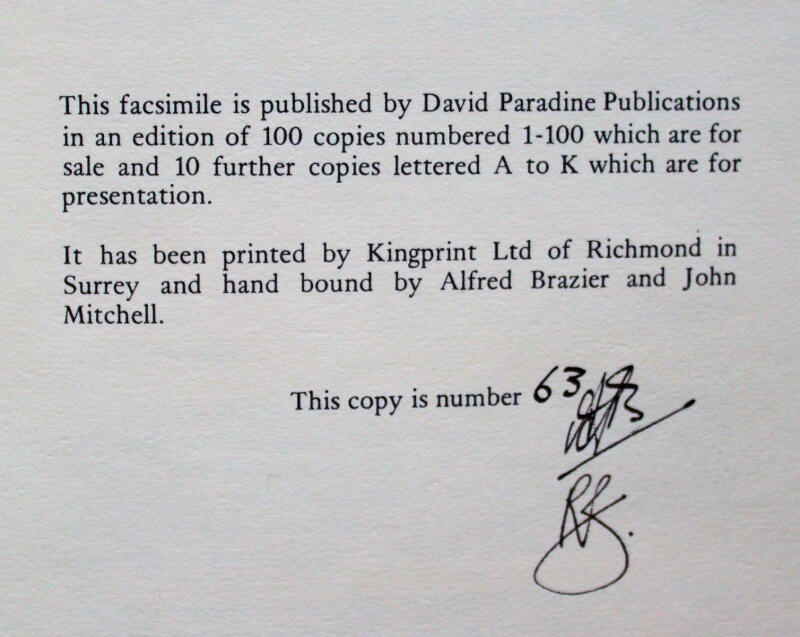 This facsimile is published by David Paradine Publications
in an edition of 100 copies numbered 1-100 which are for
sale and 10 further copies lettered A to K which are for
presentation.
It has been printed by Kingprint Ltd of Richmond in
Surrey and hand bound by Alfred Brazier and John
Mitchell.
This copy is number 63